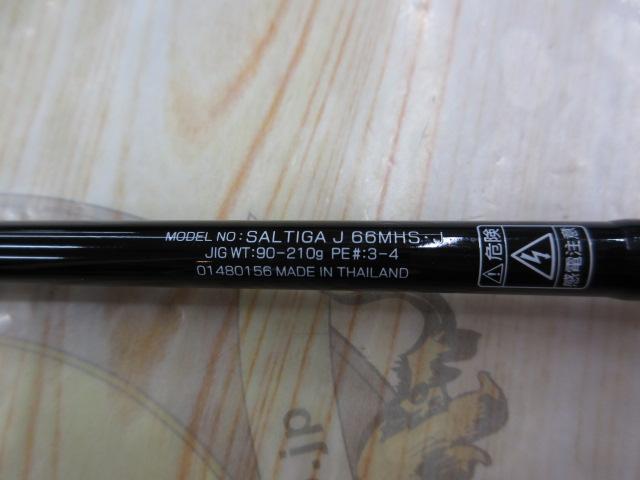 MODEL NO:SALTIGA J 66MHS・J
JIG WT:90-210g PE#:3-4
01480156 MADE IN THAILAND
危険
感電注意
.jp